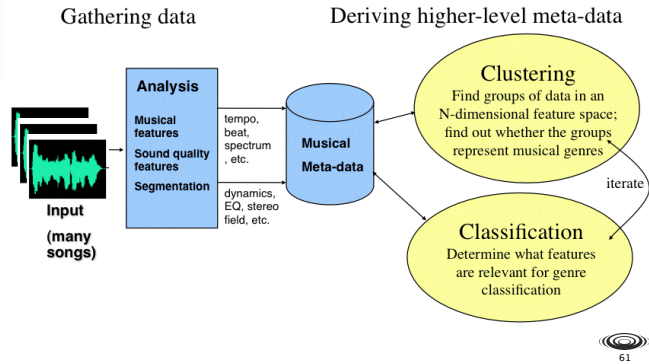 Gathering data
Deriving higher-level meta-data
Analysis
Musical
features
Sound quality
features
Segmentation
Input
(many
songs)
tempo,
beat,
spectrum
, etc.
dynamics,
EQ, stereo
field, etc.
Musical
Meta-data
Clustering
Find groups of data in an
N-dimensional feature space;
find out whether the groups
represent musical genres
iterate
Classification
Determine what features
are relevant for genre
classification
61